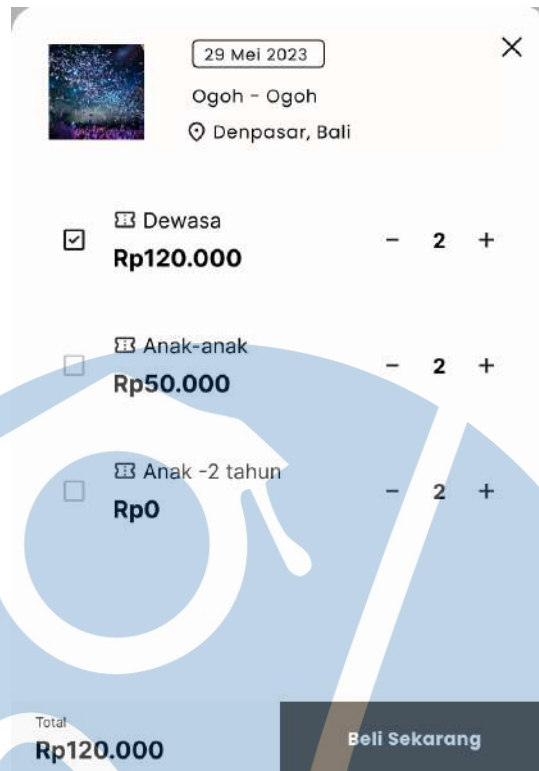 29 Mei 2023
Ogoh - Ogoh
Denpasar, Bali
Dewasa
Rp120.000
- 2 +
Anak-anak
Rp50.000
- 2 +
Anak -2 tahun
Rp0
- 2 +
Total
Rp120.000
Beli Sekarang